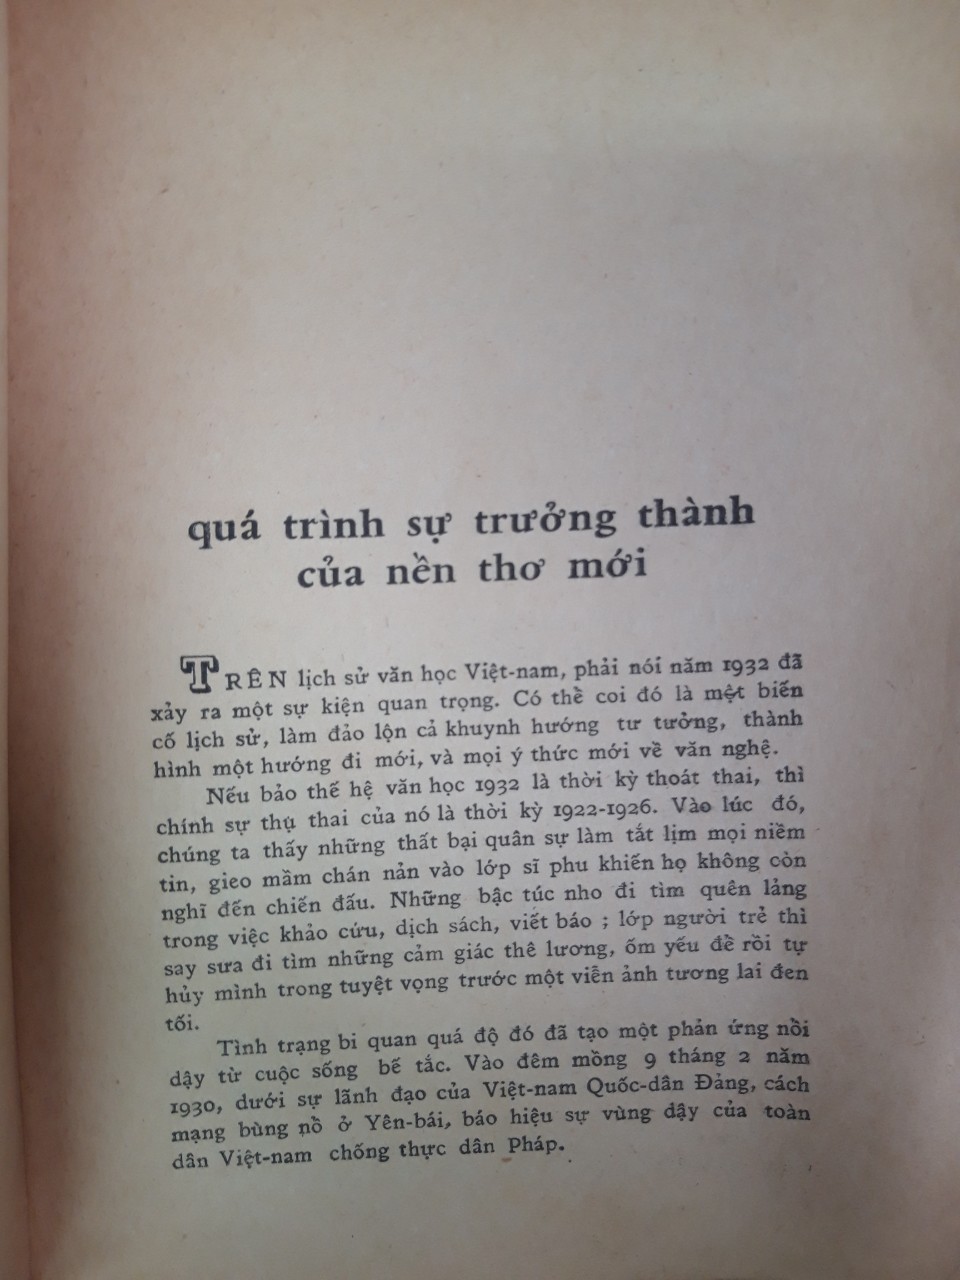 quá trình sự trưởng thành
của nền thơ mới
TRÊN lịch sử văn học Việt-nam, phải nói năm 1932 đã
xảy ra một sự kiện quan trọng. Có thể coi đó là một biến
cố lịch sử, làm đảo lộn cả khuynh hướng tư tưởng, thành
hình một hướng đi mới, và mọi ý thức mới về văn nghệ.
Nếu bảo thế hệ văn học 1932 là thời kỳ thoát thai, thì
chính sự thụ thai của nó là thời kỳ 1922-1926. Vào lúc đó,
chúng ta thấy những thất bại quân sự làm tắt lịm mọi niềm
tin, gieo mầm chán nản vào lớp sĩ phu khiến họ không còn
nghĩ đến chiến đấu. Những bậc túc nho đi tìm quên lảng
trong việc khảo cứu, dịch sách, viết báo ; lớp người trẻ thì
say sưa đi tìm những cảm giác thê lương, ốm yếu để rồi tự
hủy mình trong tuyệt vọng trước một viễn ảnh tương lai đen
tối.
Tình trạng bi quan quá độ đó đã tạo một phản ứng nổi
dậy từ cuộc sống bế tắc. Vào đêm mồng 9 tháng 2 năm
1930, dưới sự lãnh đạo của Việt-nam Quốc-dân Đảng, cách
mạng bùng nổ ở Yên-bái, báo hiệu sự vùng dậy của toàn
dân Việt-nam chống thực dân Pháp.